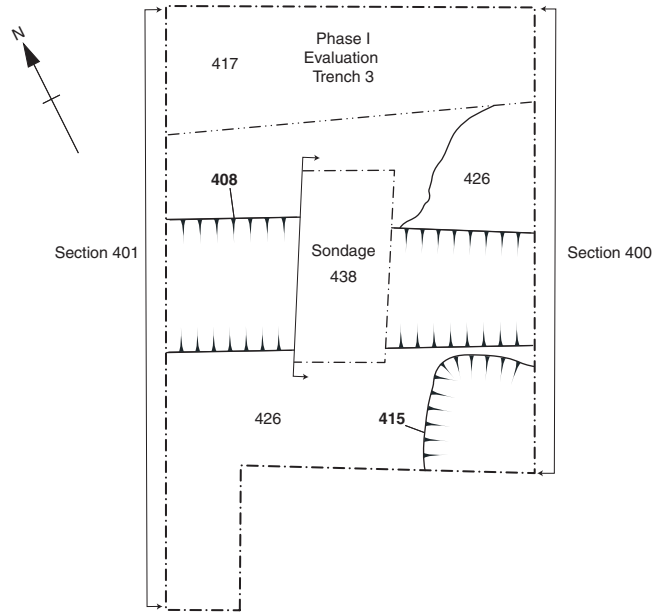 N
Phase I
Evaluation
Trench 3
417
408
426
Section 401
Sondage
438
Section 400
426
415